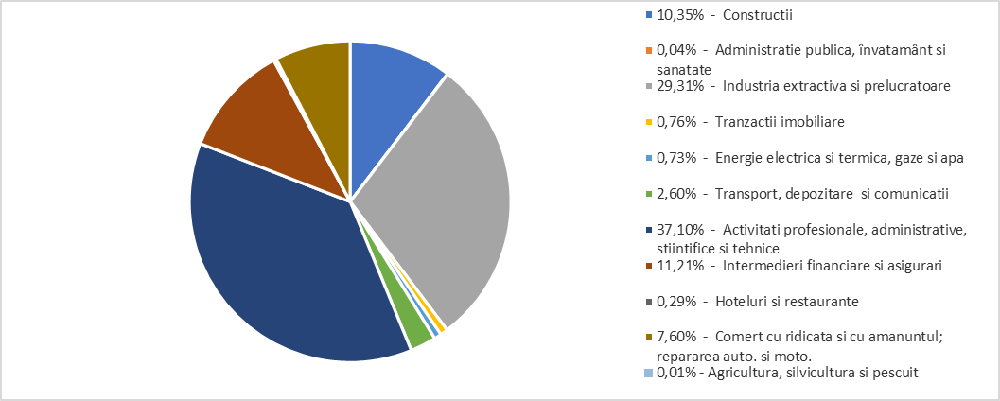 10,35% - Constructii
0,04% - Administratie publica, învatamânt si
sanatate
29,31% - Industria extractiva si prelucratoare
0,76% - Tranzactii imobiliare
0,73% - Energie electrica si termica, gaze si apa
2,60% - Transport, depozitare si comunicatii
37,10% - Activitati profesionale, administrative,
stiintifice si tehnice
11,21% - Intermedieri financiare si asigurari
0,29% - Hoteluri si restaurante
7,60% - Comert cu ridicata si cu amanuntul;
repararea auto. si moto.
0,01% - Agricultura, silvicultura si pescuit